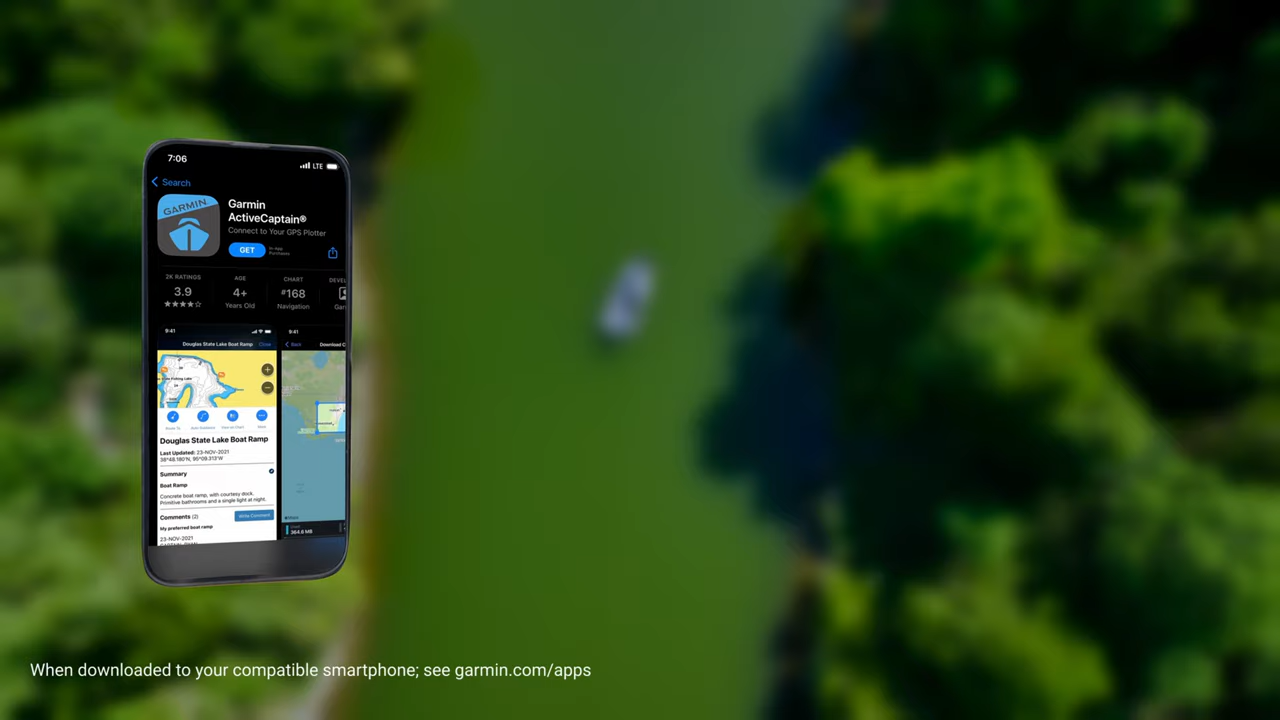 7:06
LTE
Search
GARMIN
Garmin
ActiveCaptain®
Connect to Your GPS Plotter
GET
In-App
Purchases
2K RATINGS
AGE
CHART
3.9
4+
#168
Years Old
Navigation
9:41
Douglas State Lake Boat Ramp
Close
9:41
Back
Douglas State Lake Boat Ramp
Last Updated: 23-NOV-2021
Summary
Boat Ramp
Concrete boat ramp, with courtesy dock.
Primitive bathrooms and a single light at night.
Comments (2)
Write Comment
My preferred boat ramp
23-NOV-2021
364.6 MB
When downloaded to your compatible smartphone; see garmin.com/apps